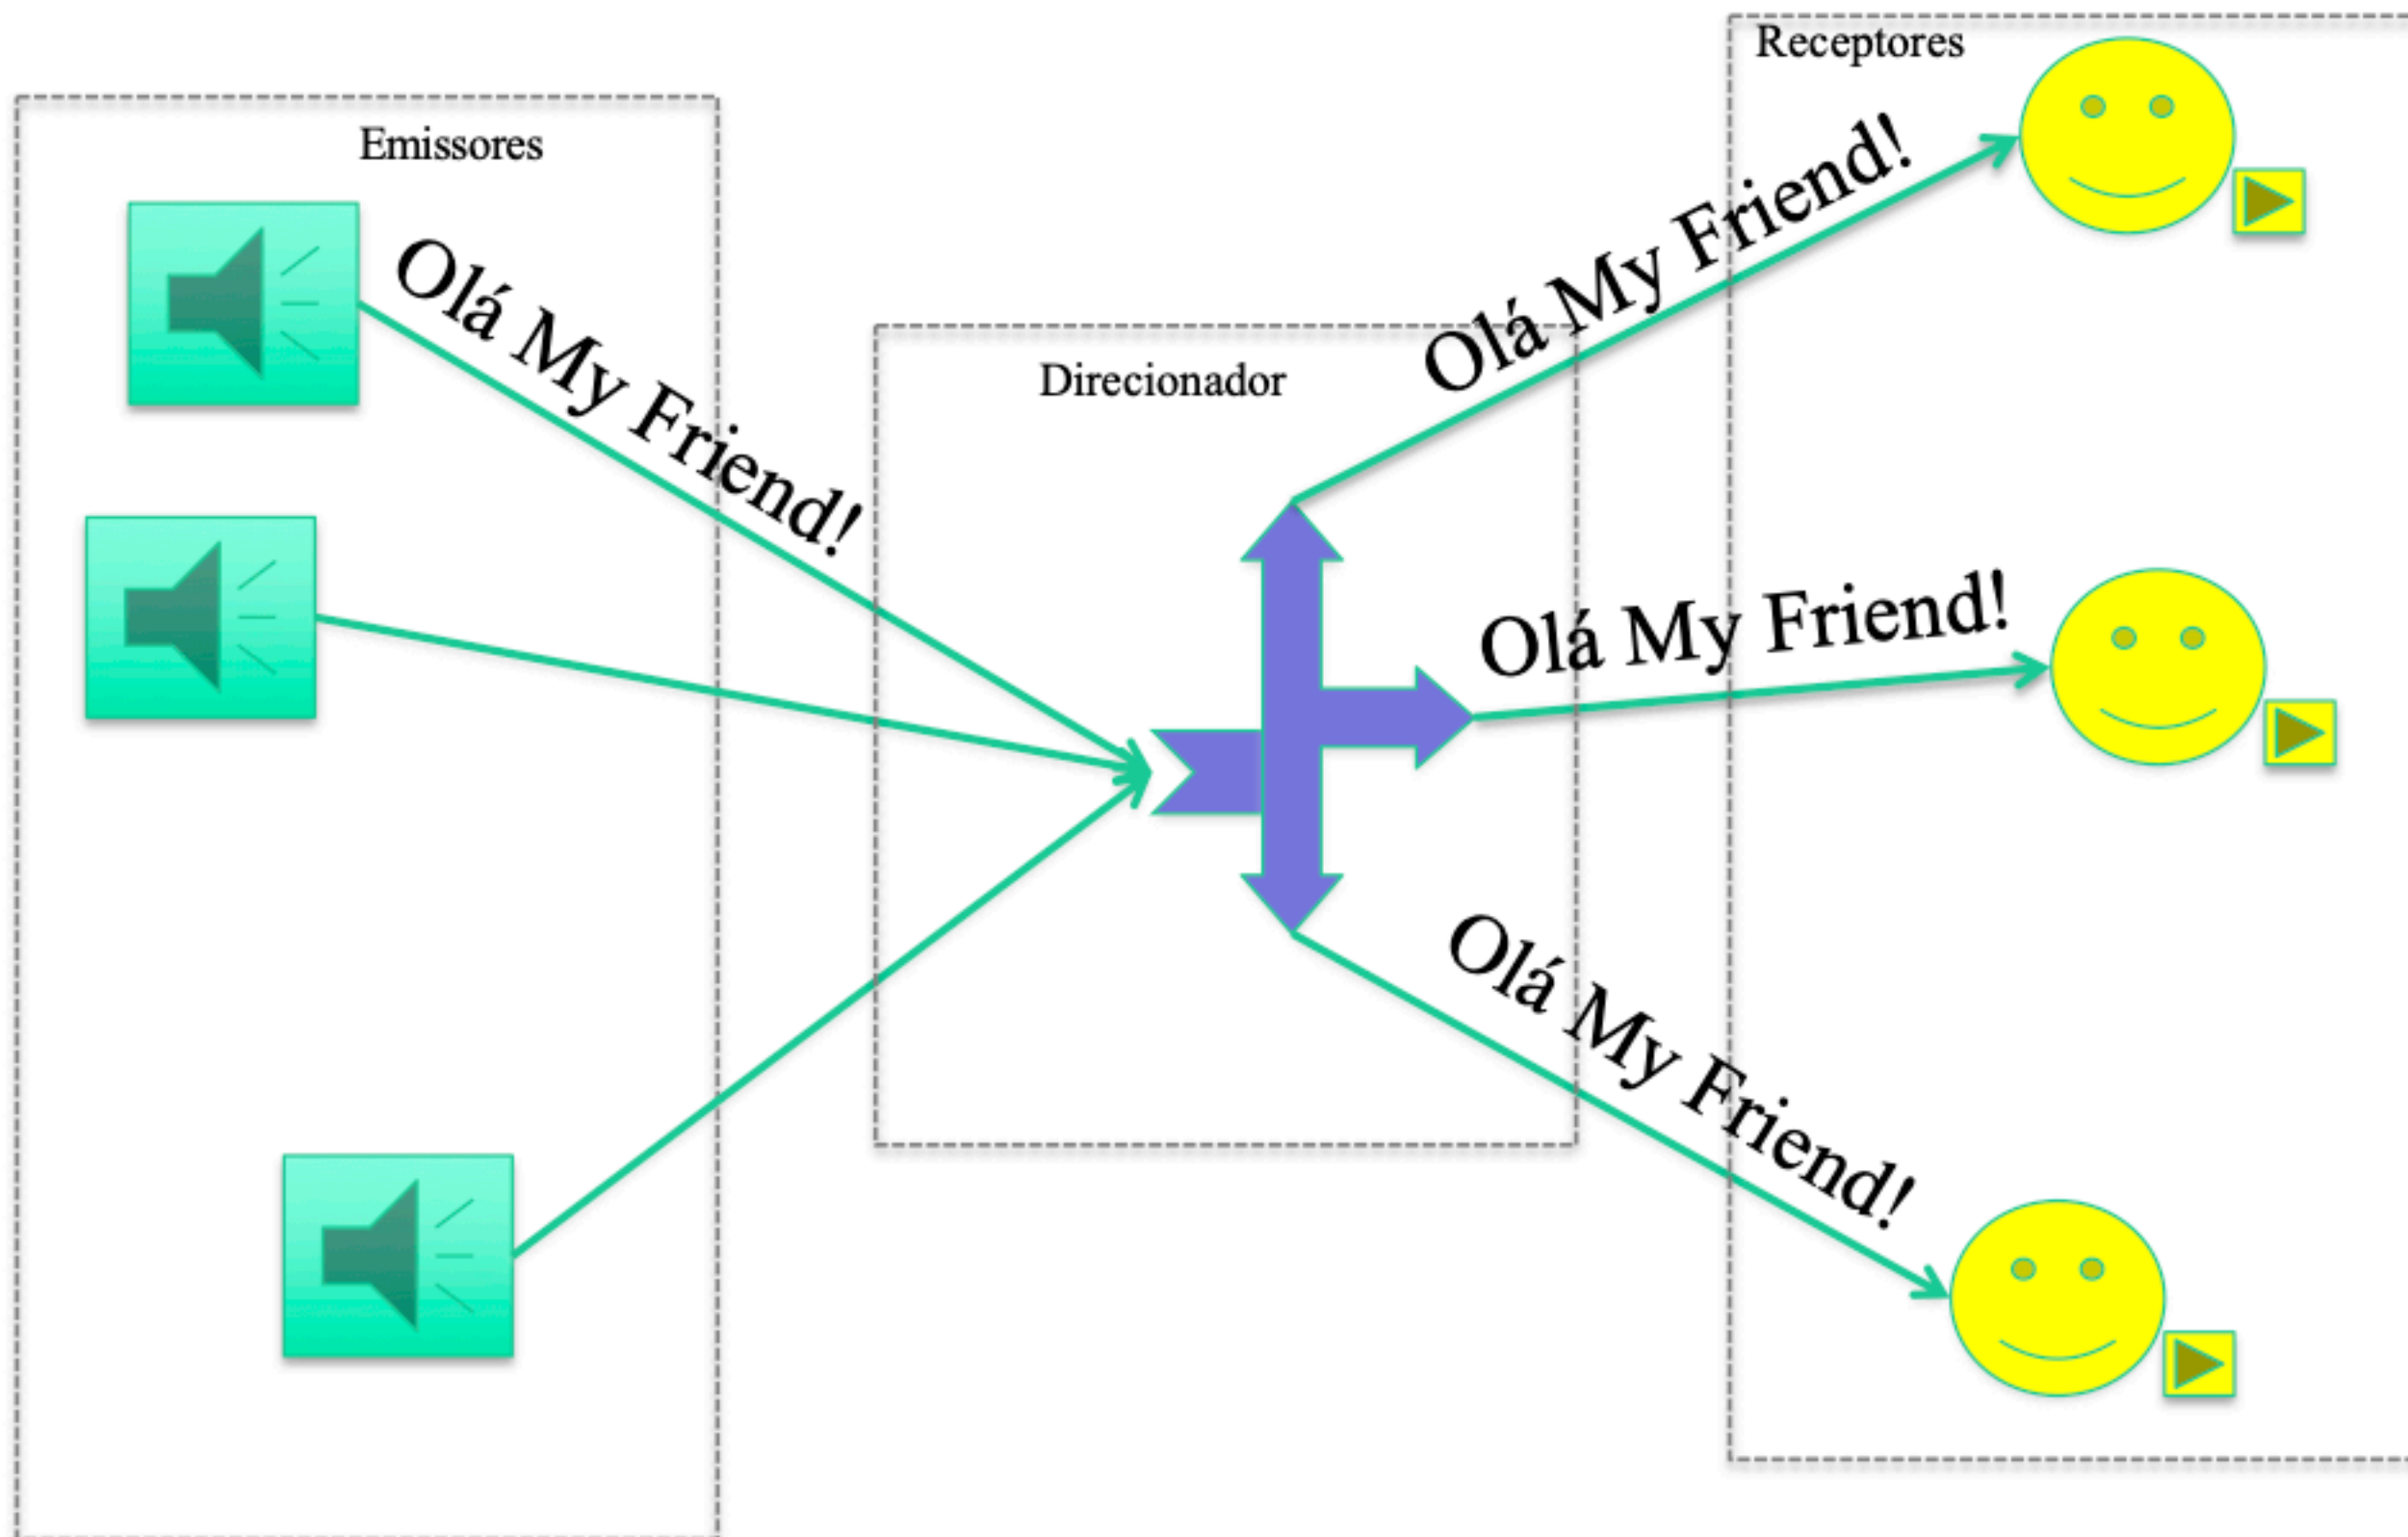 Emissores
Olá My Friend!
Direcionador
Olá My Friend!
Olá My Friend!
Olá My Friend!
Receptores